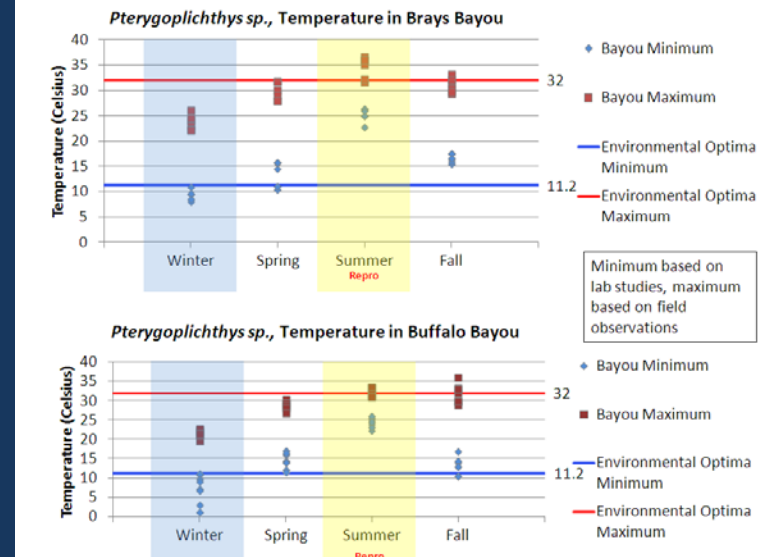 Pterygoplichthys sp., Temperature in Brays Bayou
Temperature (Celsius)
40
35
30
25
20
15
10
5
0
32
11.2
Winter
Spring
Summer
Fall
Repro
Bayou Minimum
Bayou Maximum
Environmental Optima
Minimum
Environmental Optima
Maximum
Minimum based on
lab studies, maximum
based on field
observations
Pterygoplichthys sp., Temperature in Buffalo Bayou
Temperature (Celsius)
40
35
30
25
20
15
10
5
0
32
11.2
Winter
Spring
Summer
Fall
Repro
Bayou Minimum
Bayou Maximum
Environmental Optima
Minimum
Environmental Optima
Maximum